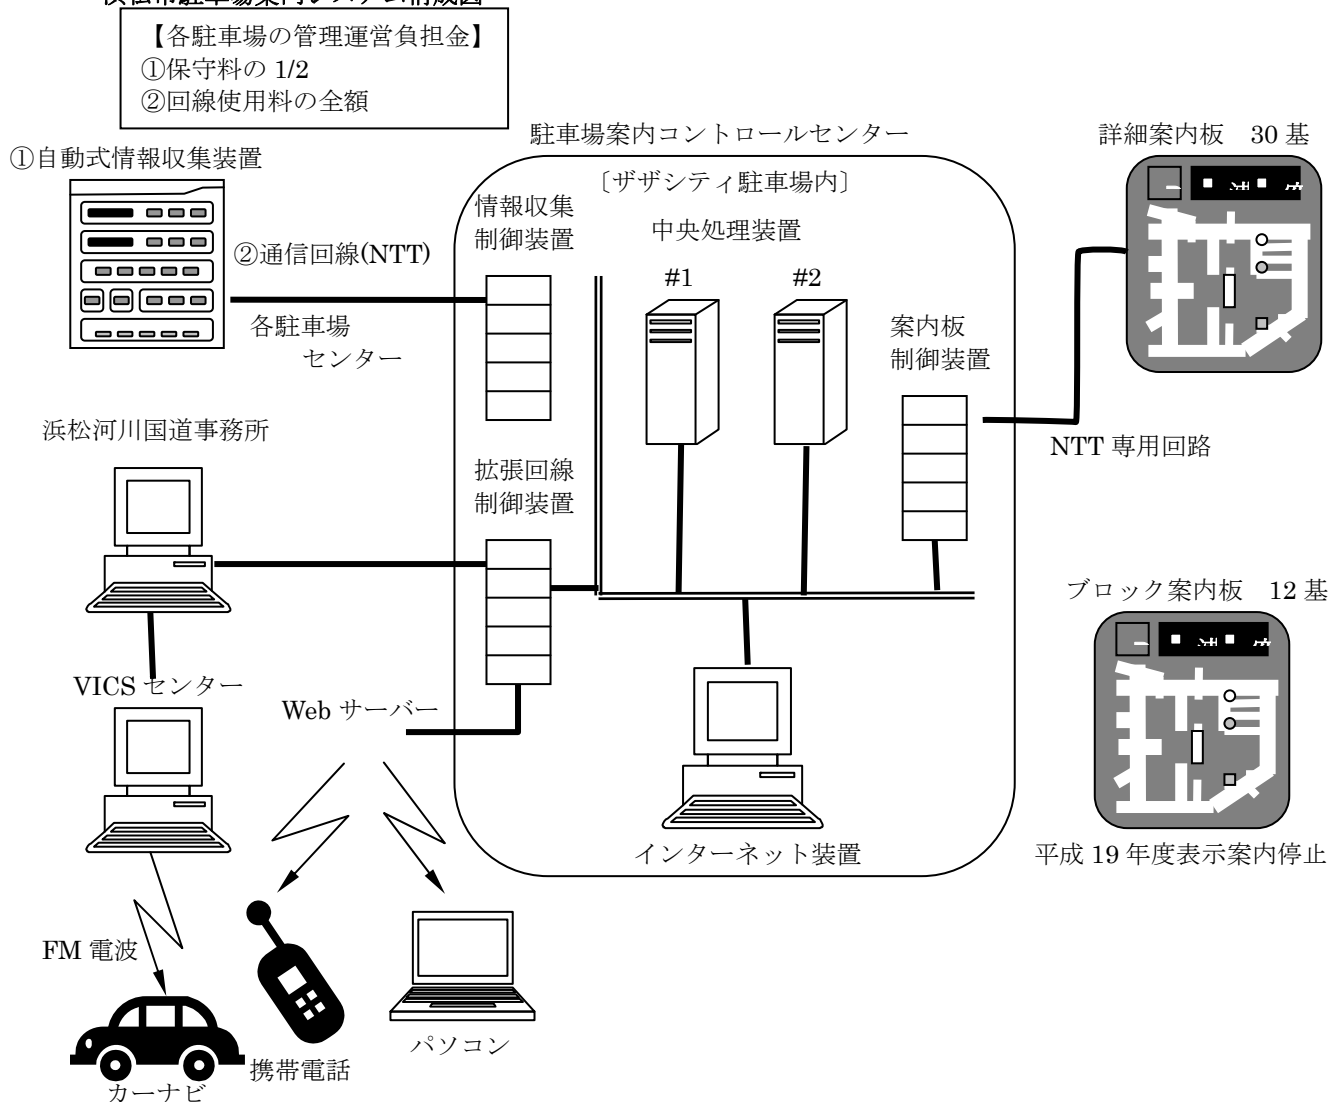 浜松市駐車場案内システム構成図
【各駐車場の管理運営負担金】
①保守料の 1/2
②回線使用料の全額
駐車場案内コントロールセンター
詳細案内板　30 基
①自動式情報収集装置
〔ザザシティ駐車場内〕
情報収集
制御装置
中央処理装置
②通信回線(NTT)
#1
#2
各駐車場
センター
案内板
制御装置
浜松河川国道事務所
NTT 専用回路
拡張回線
制御装置
ブロック案内板　12 基
VICS センター
Web サーバー
インターネット装置
平成 19 年度表示案内停止
FM 電波
パソコン
携帯電話
カーナビ